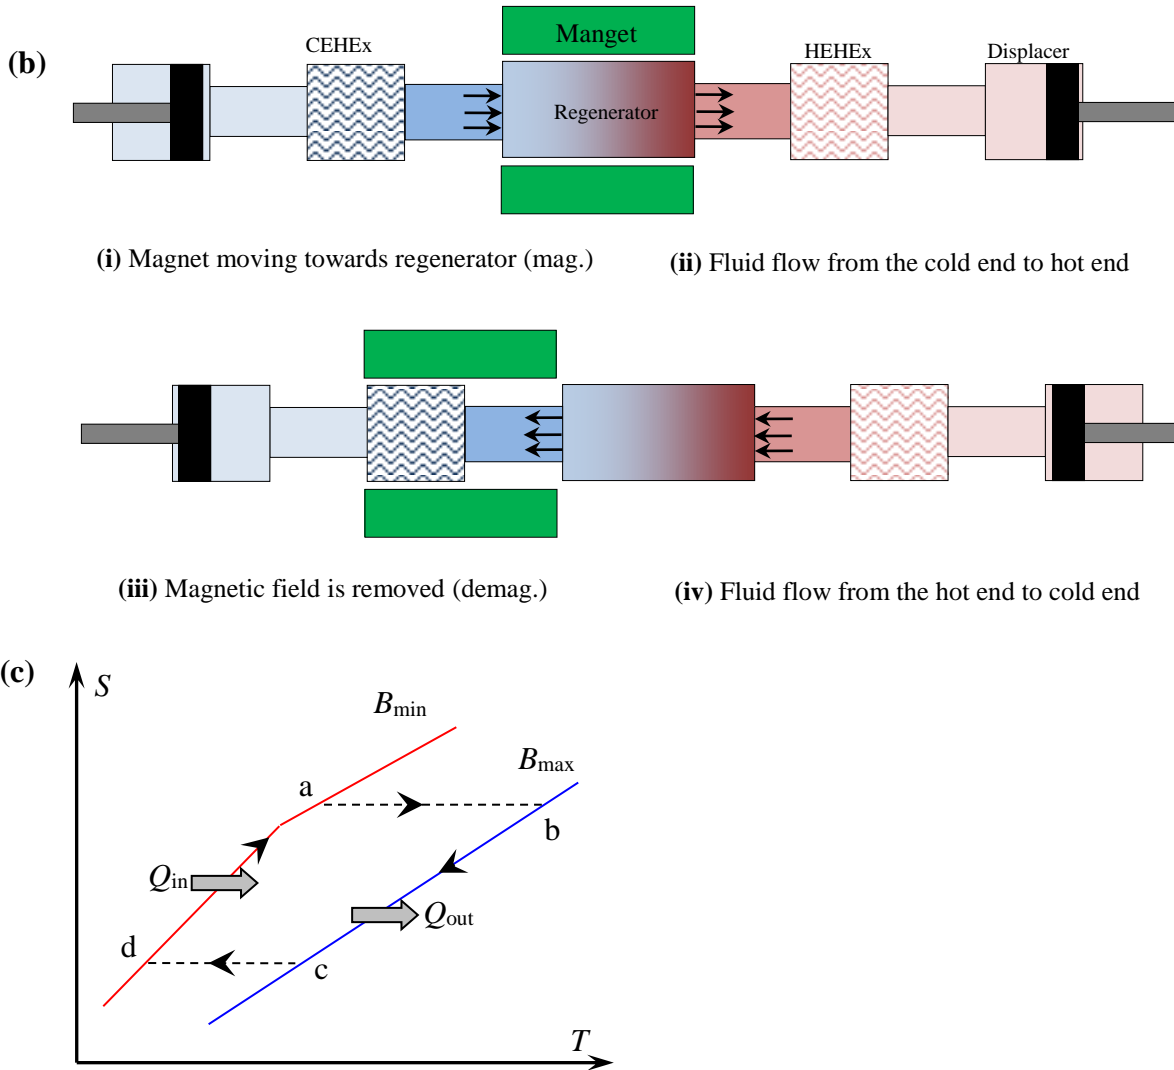 (b)
CEHEx
Manget
HEHEx
Displacer
Regenerator
(i) Magnet moving towards regenerator (mag.)
(ii) Fluid flow from the cold end to hot end
(iii) Magnetic field is removed (demag.)
(iv) Fluid flow from the hot end to cold end
(c)
S
Bmin
Bmax
a
b
Qin
Qout
d
c
T